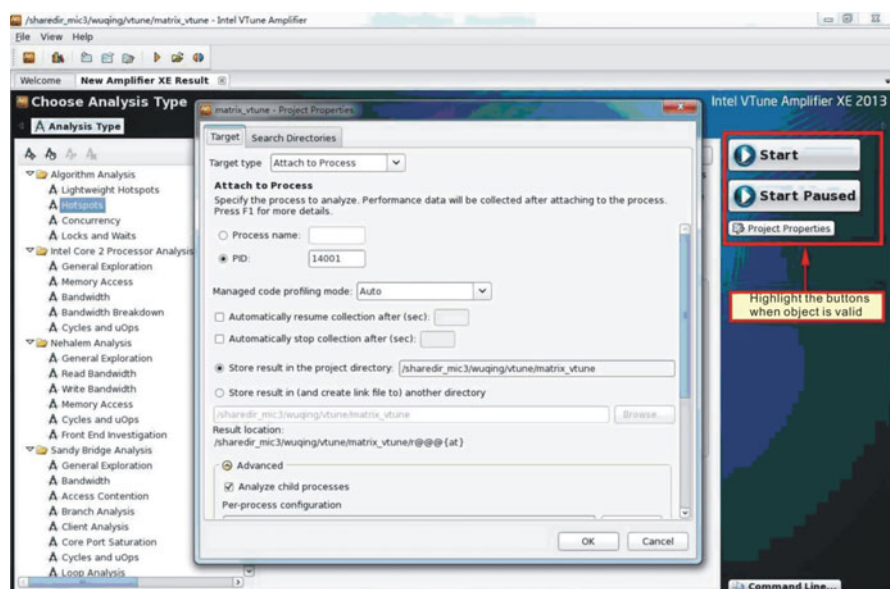 /sharedir_mic3/wuqing/vtune/matrix_vtune - Intel VTune Amplifier
File View Help
Welcome New Amplifier XE Result
Choose Analysis Type
Intel VTune Amplifier XE 2013
Analysis Type
Algorithm Analysis
Lightweight Hotspots
Hotspots
Concurrency
Locks and Waits
Intel Core 2 Processor Analysis
General Exploration
Memory Access
Bandwidth
Bandwidth Breakdown
Cycles and uOps
Nehalem Analysis
General Exploration
Read Bandwidth
Write Bandwidth
Memory Access
Cycles and uOps
Front End Investigation
Sandy Bridge Analysis
General Exploration
Bandwidth
Access Contention
Branch Analysis
Client Analysis
Core Port Saturation
Cycles and uOps
Loop Analysis
matrix_vtune - Project Properties
Target Search Directories
Target type Attach to Process
Attach to Process
Specify the process to analyze. Performance data will be collected after attaching to the process.
Press F1 for more details.
Process name:
PID: 14001
Managed code profiling mode: Auto
Automatically resume collection after (sec):
Automatically stop collection after (sec):
Store result in the project directory: /sharedir_mic3/wuqing/vtune/matrix_vtune
Store result in (and create link file to) another directory
/sharedir_mic3/wuqing/vtune/matrix_vtune Browse...
Result location:
/sharedir_mic3/wuqing/vtune/matrix_vtune/r@@@{at}
Advanced
Analyze child processes
Per-process configuration
OK Cancel
Start
Start Paused
Project Properties
Highlight the buttons
when object is valid
Command Line...